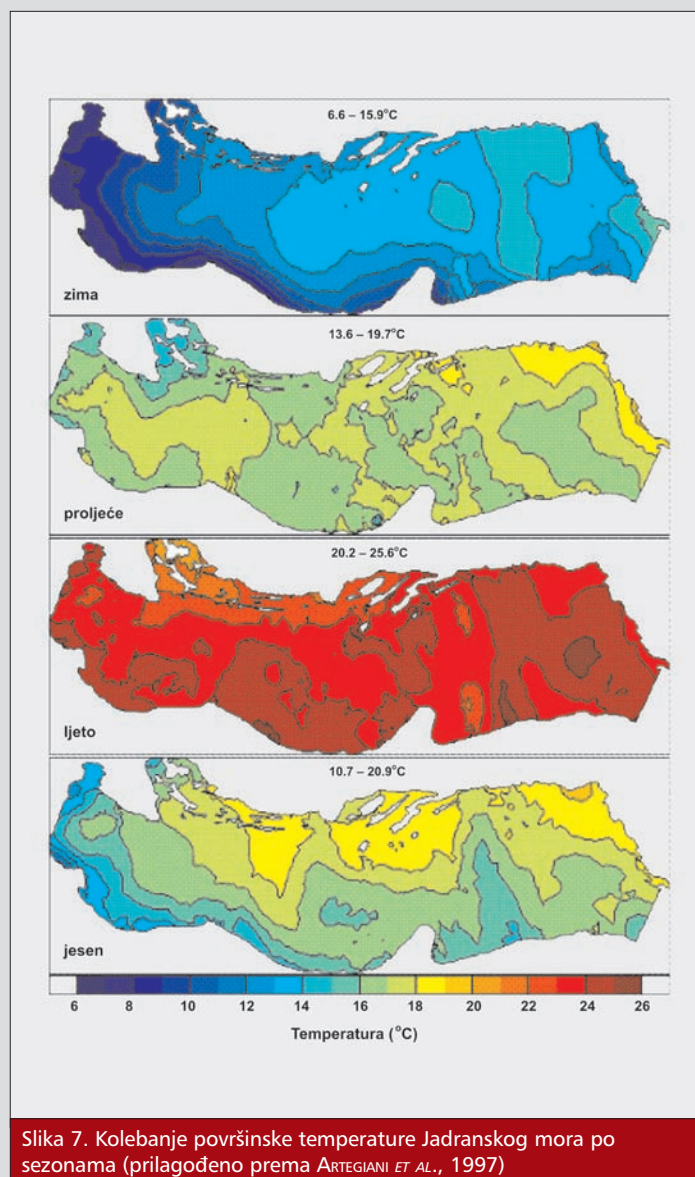 6.6 – 15.9°C
zima
13.6 – 19.7°C
proljeće
20.2 – 25.6°C
ljeto
10.7 – 20.9°C
jesen
6 8 10 12 14 16 18 20 22 24 26
Temperatura (°C)
Slika 7. Kolebanje površinske temperature Jadranskog mora po
sezonama (prilagođeno prema ARTEGIANI ET AL., 1997)